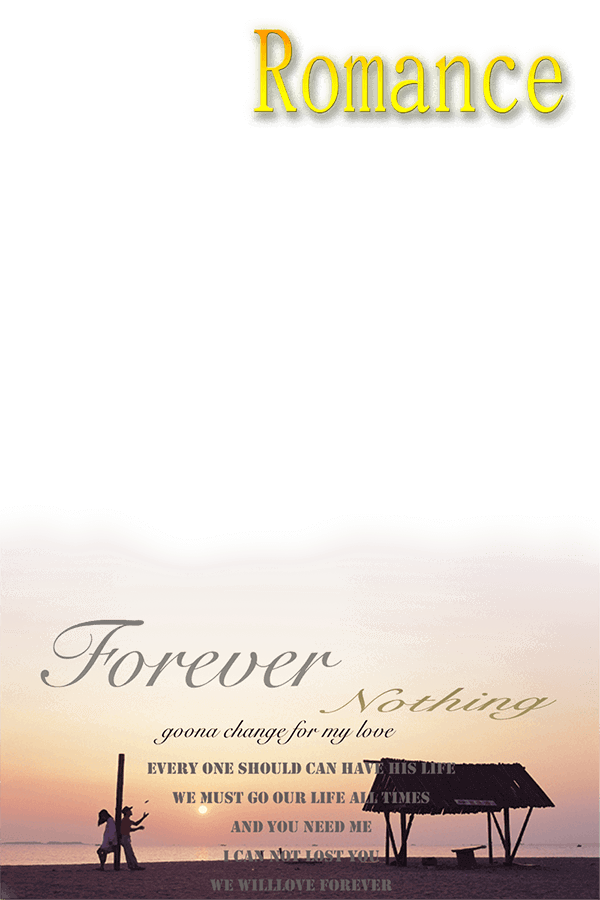 Romance
Forever
Nothing
goona change for my love
EVERY ONE SHOULD CAN HAVE HIS LIFE
WE MUST GO OUR LIFE ALL TIMES
AND YOU NEED ME
I CAN NOT LOST YOU
WE WILLLOVE FOREVER